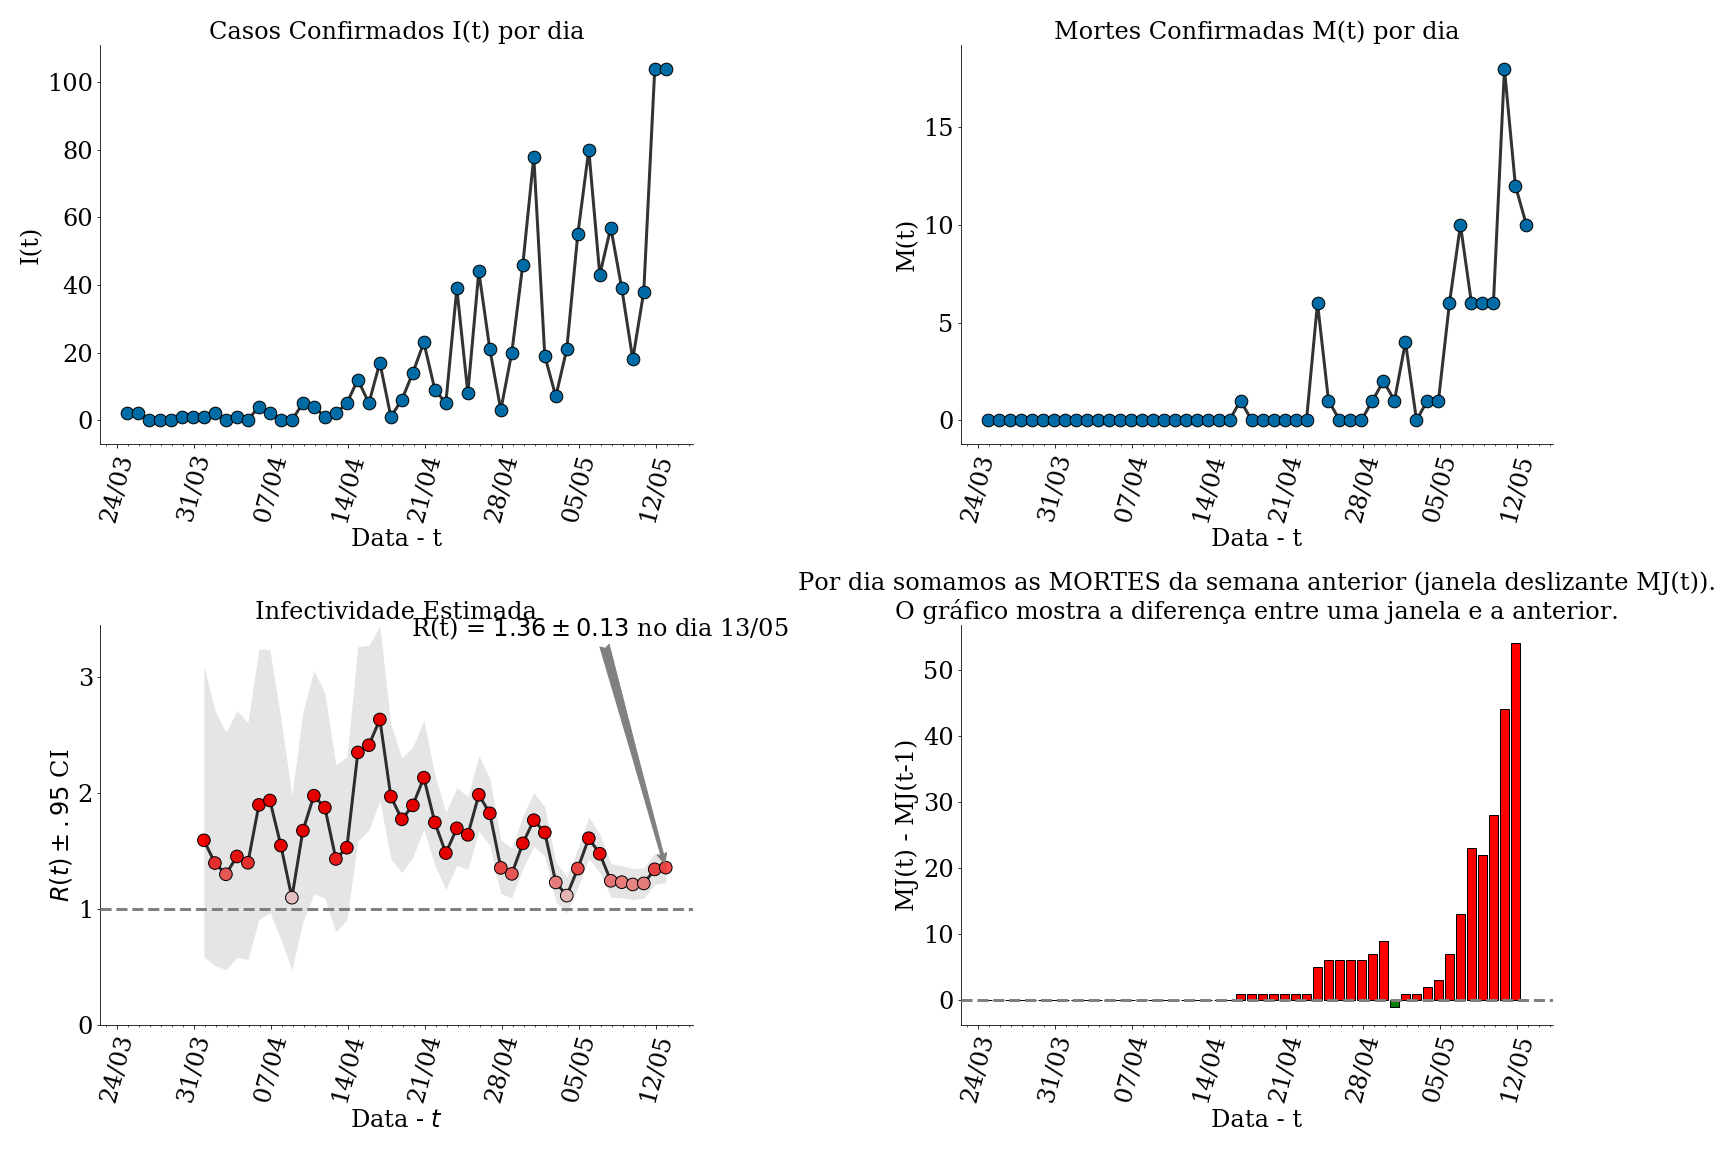 Casos Confirmados I(t) por dia
I(t)
100
80
60
40
20
0
24/03 31/03 07/04 14/04 21/04 28/04 05/05 12/05
Data - t
Mortes Confirmadas M(t) por dia
M(t)
15
10
5
0
24/03 31/03 07/04 14/04 21/04 28/04 05/05 12/05
Data - t
Infectividade Estimada
R(t) = 1.36 ± 0.13 no dia 13/05
R(t) ± .95 CI
3
2
1
0
24/03 31/03 07/04 14/04 21/04 28/04 05/05 12/05
Data - t
Por dia somamos as MORTES da semana anterior (janela deslizante MJ(t)).
O gráfico mostra a diferença entre uma janela e a anterior.
MJ(t) - MJ(t-1)
50
40
30
20
10
0
24/03 31/03 07/04 14/04 21/04 28/04 05/05 12/05
Data - t